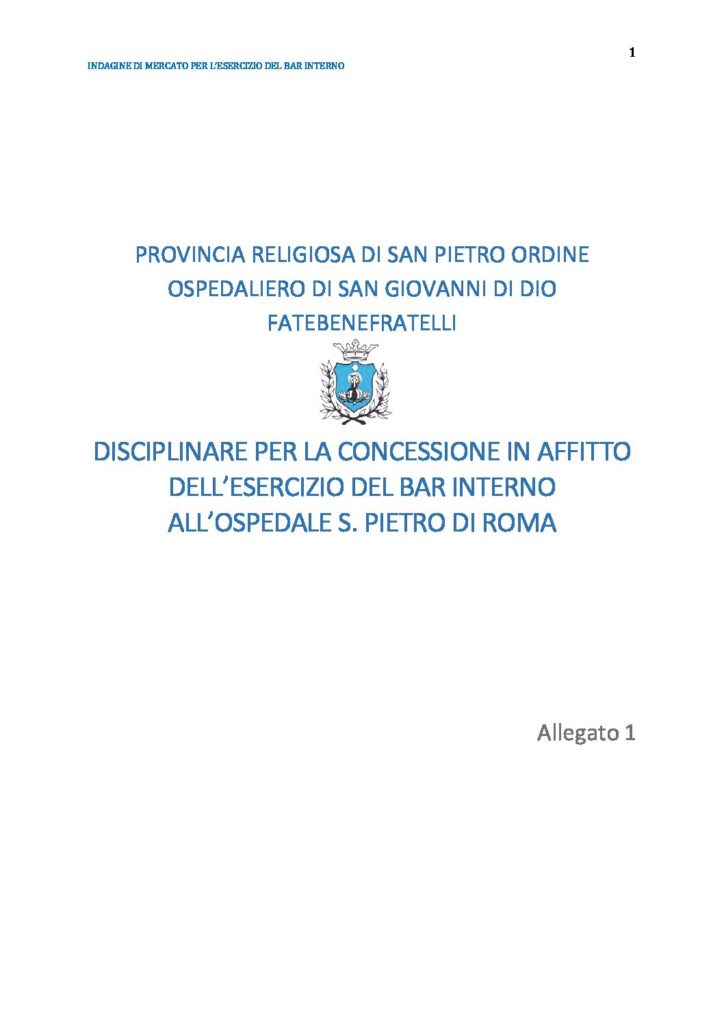 1
INDAGINE DI MERCATO PER L'ESERCIZIO DEL BAR INTERNO
PROVINCIA RELIGIOSA DI SAN PIETRO ORDINE
OSPEDALIERO DI SAN GIOVANNI DI DIO
FATEBENEFRATELLI
DISCIPLINARE PER LA CONCESSIONE IN AFFITTO
DELL'ESERCIZIO DEL BAR INTERNO
ALL'OSPEDALE S. PIETRO DI ROMA
Allegato 1